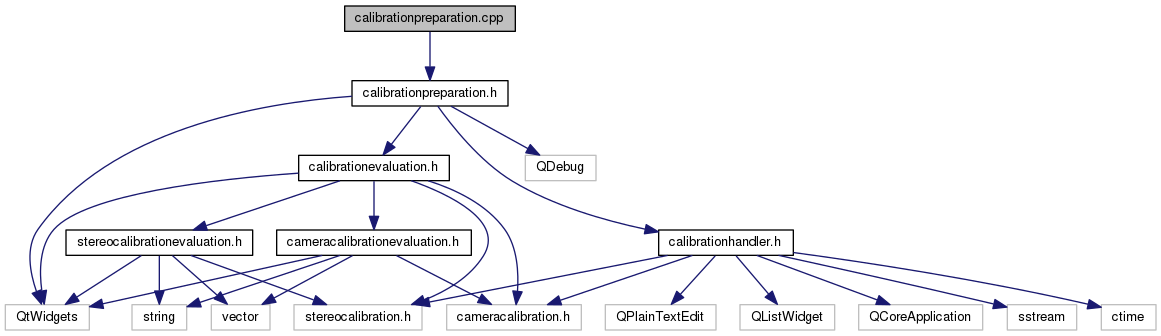 calibrationpreparation.cpp
calibrationpreparation.h
calibrationevaluation.h
QDebug
stereocalibrationevaluation.h
cameracalibrationevaluation.h
calibrationhandler.h
QtWidgets
string
vector
stereocalibration.h
cameracalibration.h
QPlainTextEdit
QListWidget
QCoreApplication
sstream
ctime